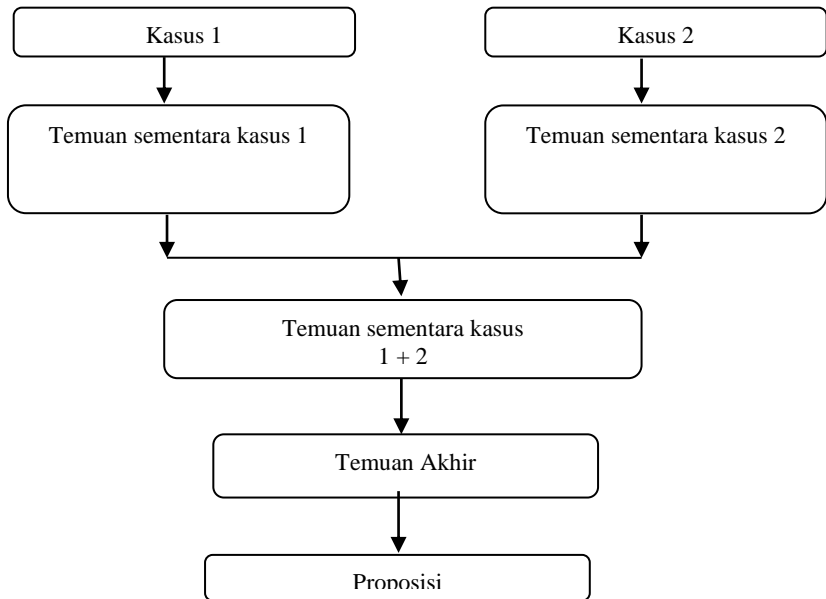 Kasus 1
Kasus 2
Temuan sementara kasus 1
Temuan sementara kasus 2
Temuan sementara kasus
1 + 2
Temuan Akhir
Proposisi